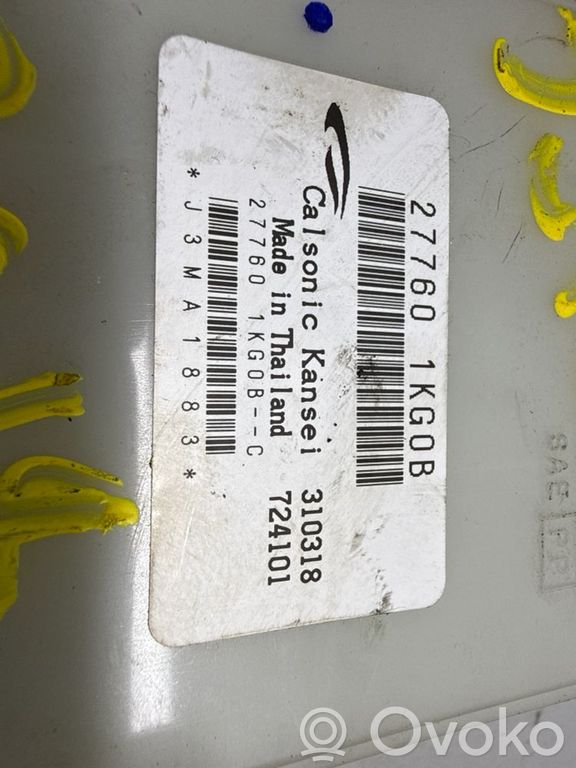 27760 1KG0B
Calsonic Kansei 310318
Made in Thailand 724101
27760 1KG0B--C
*J3MA1883*
SAE PP
Ovoko